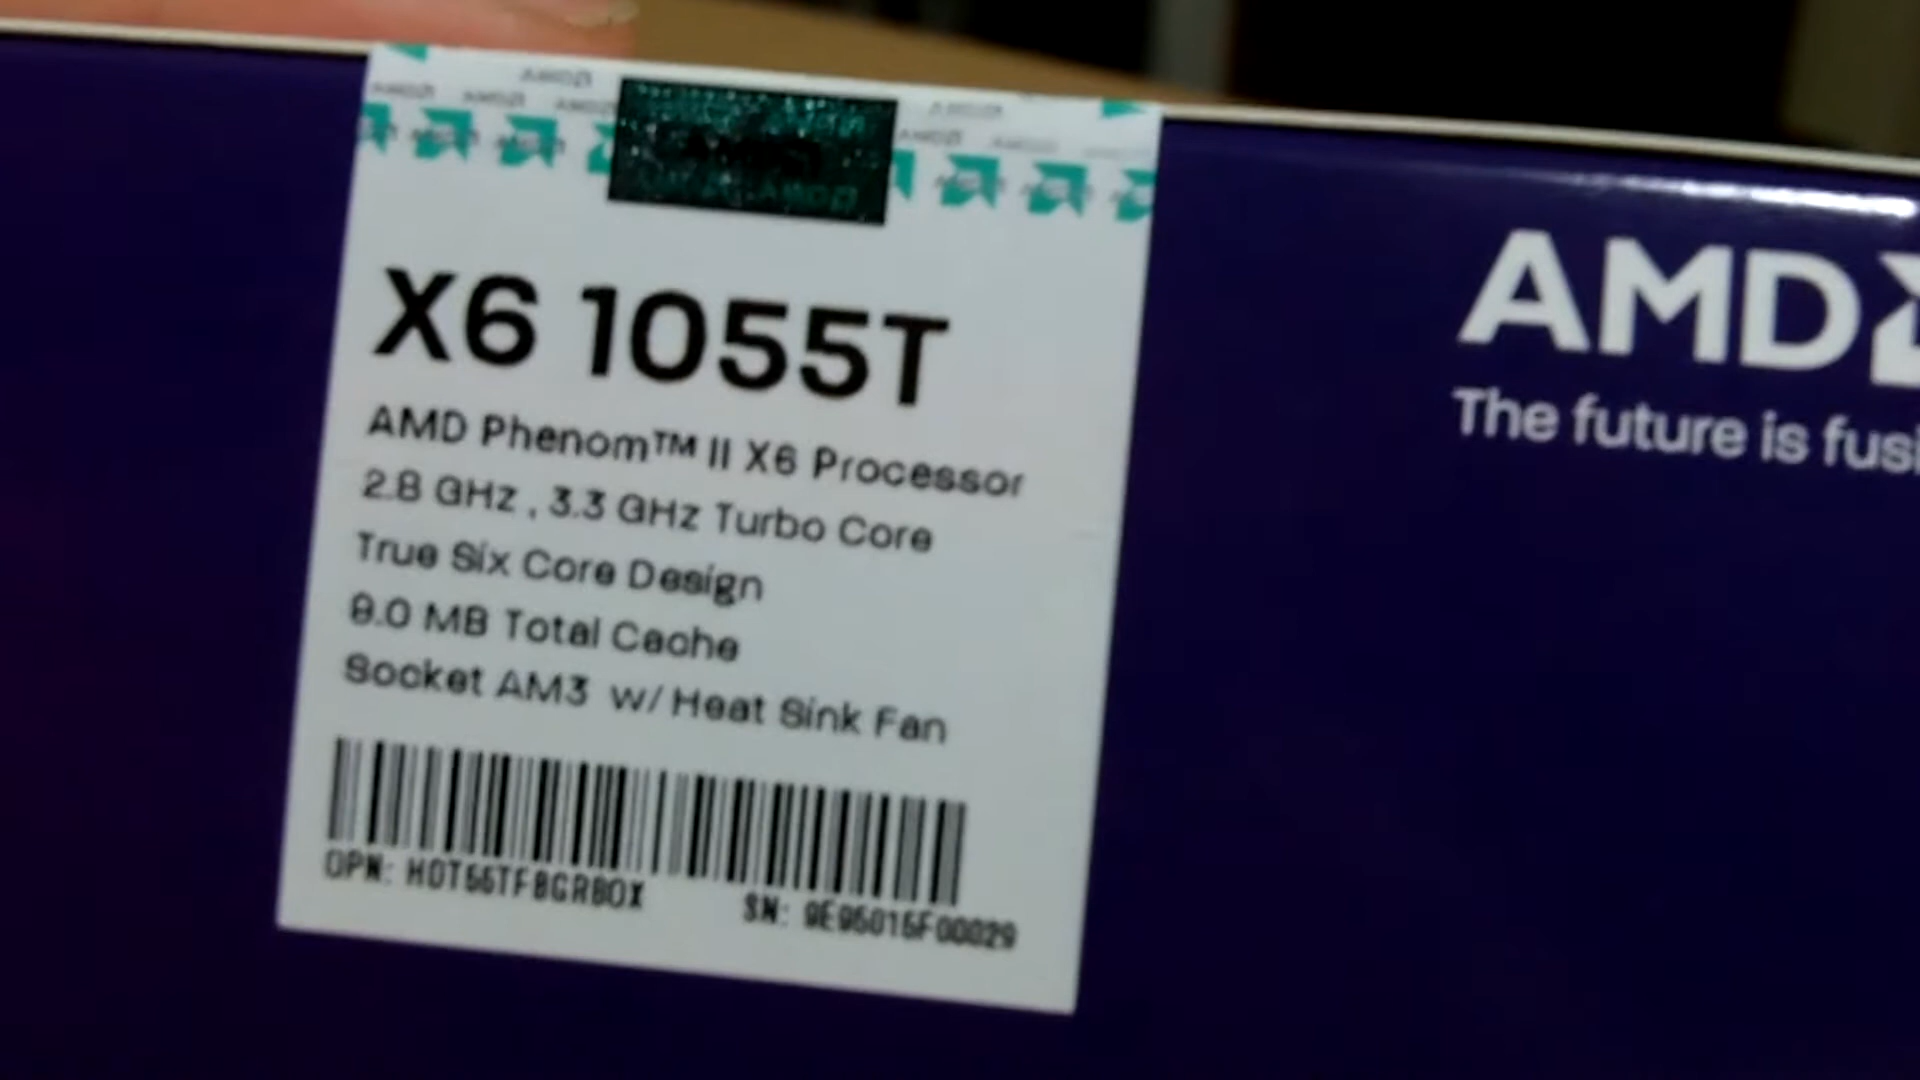 X6 1055T
AMD Phenom™ II X6 Processor
2.8 GHz , 3.3 GHz Turbo Core
True Six Core Design
9.0 MB Total Cache
Socket AM3 w/ Heat Sink Fan
OPN: HDT55TFBGRBOX
SN: 9E95015F00029
AMD
The future is fusi